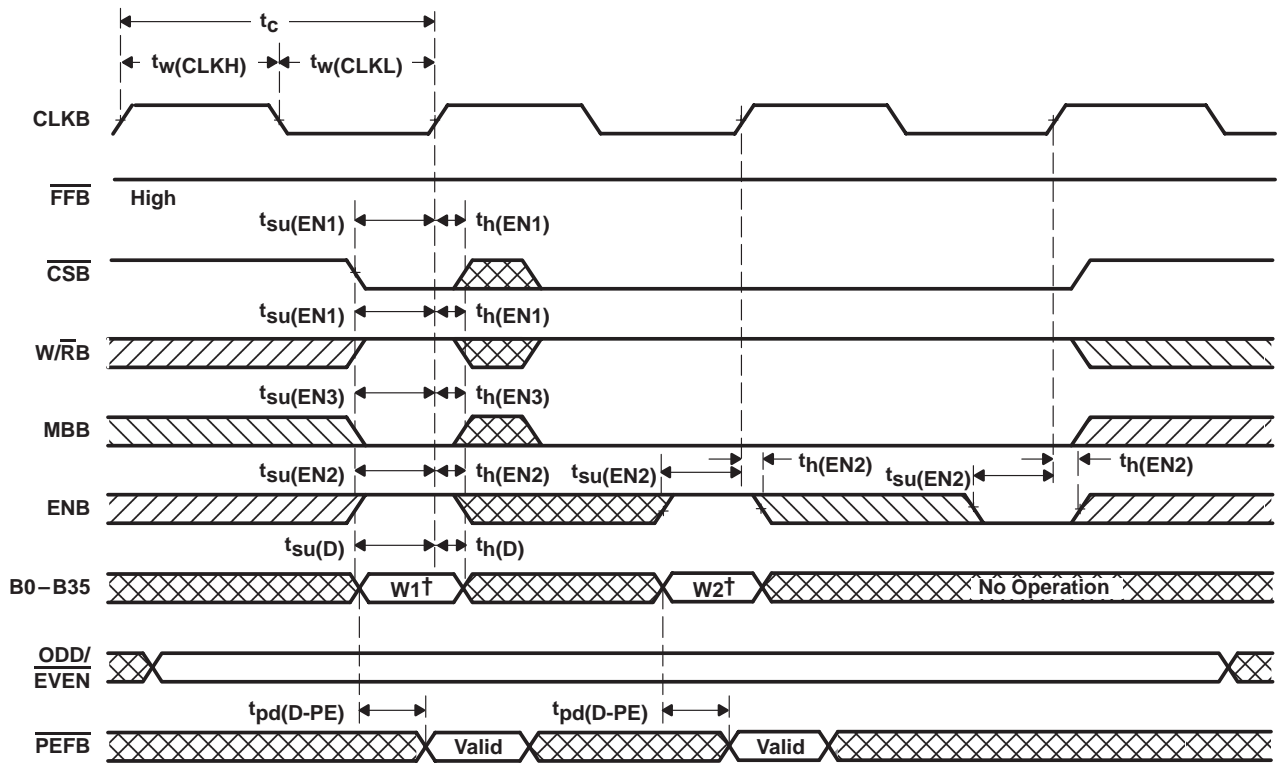 tc
tw(CLKH)
tw(CLKL)
CLKB
FFB
High
tsu(EN1)
th(EN1)
CSB
tsu(EN1)
th(EN1)
W/RB
tsu(EN3)
th(EN3)
MBB
tsu(EN2)
th(EN2)
tsu(EN2)
th(EN2)
tsu(EN2)
th(EN2)
ENB
tsu(D)
th(D)
B0–B35
W1†
W2†
No Operation
ODD/
EVEN
tpd(D-PE)
tpd(D-PE)
PEFB
Valid
Valid